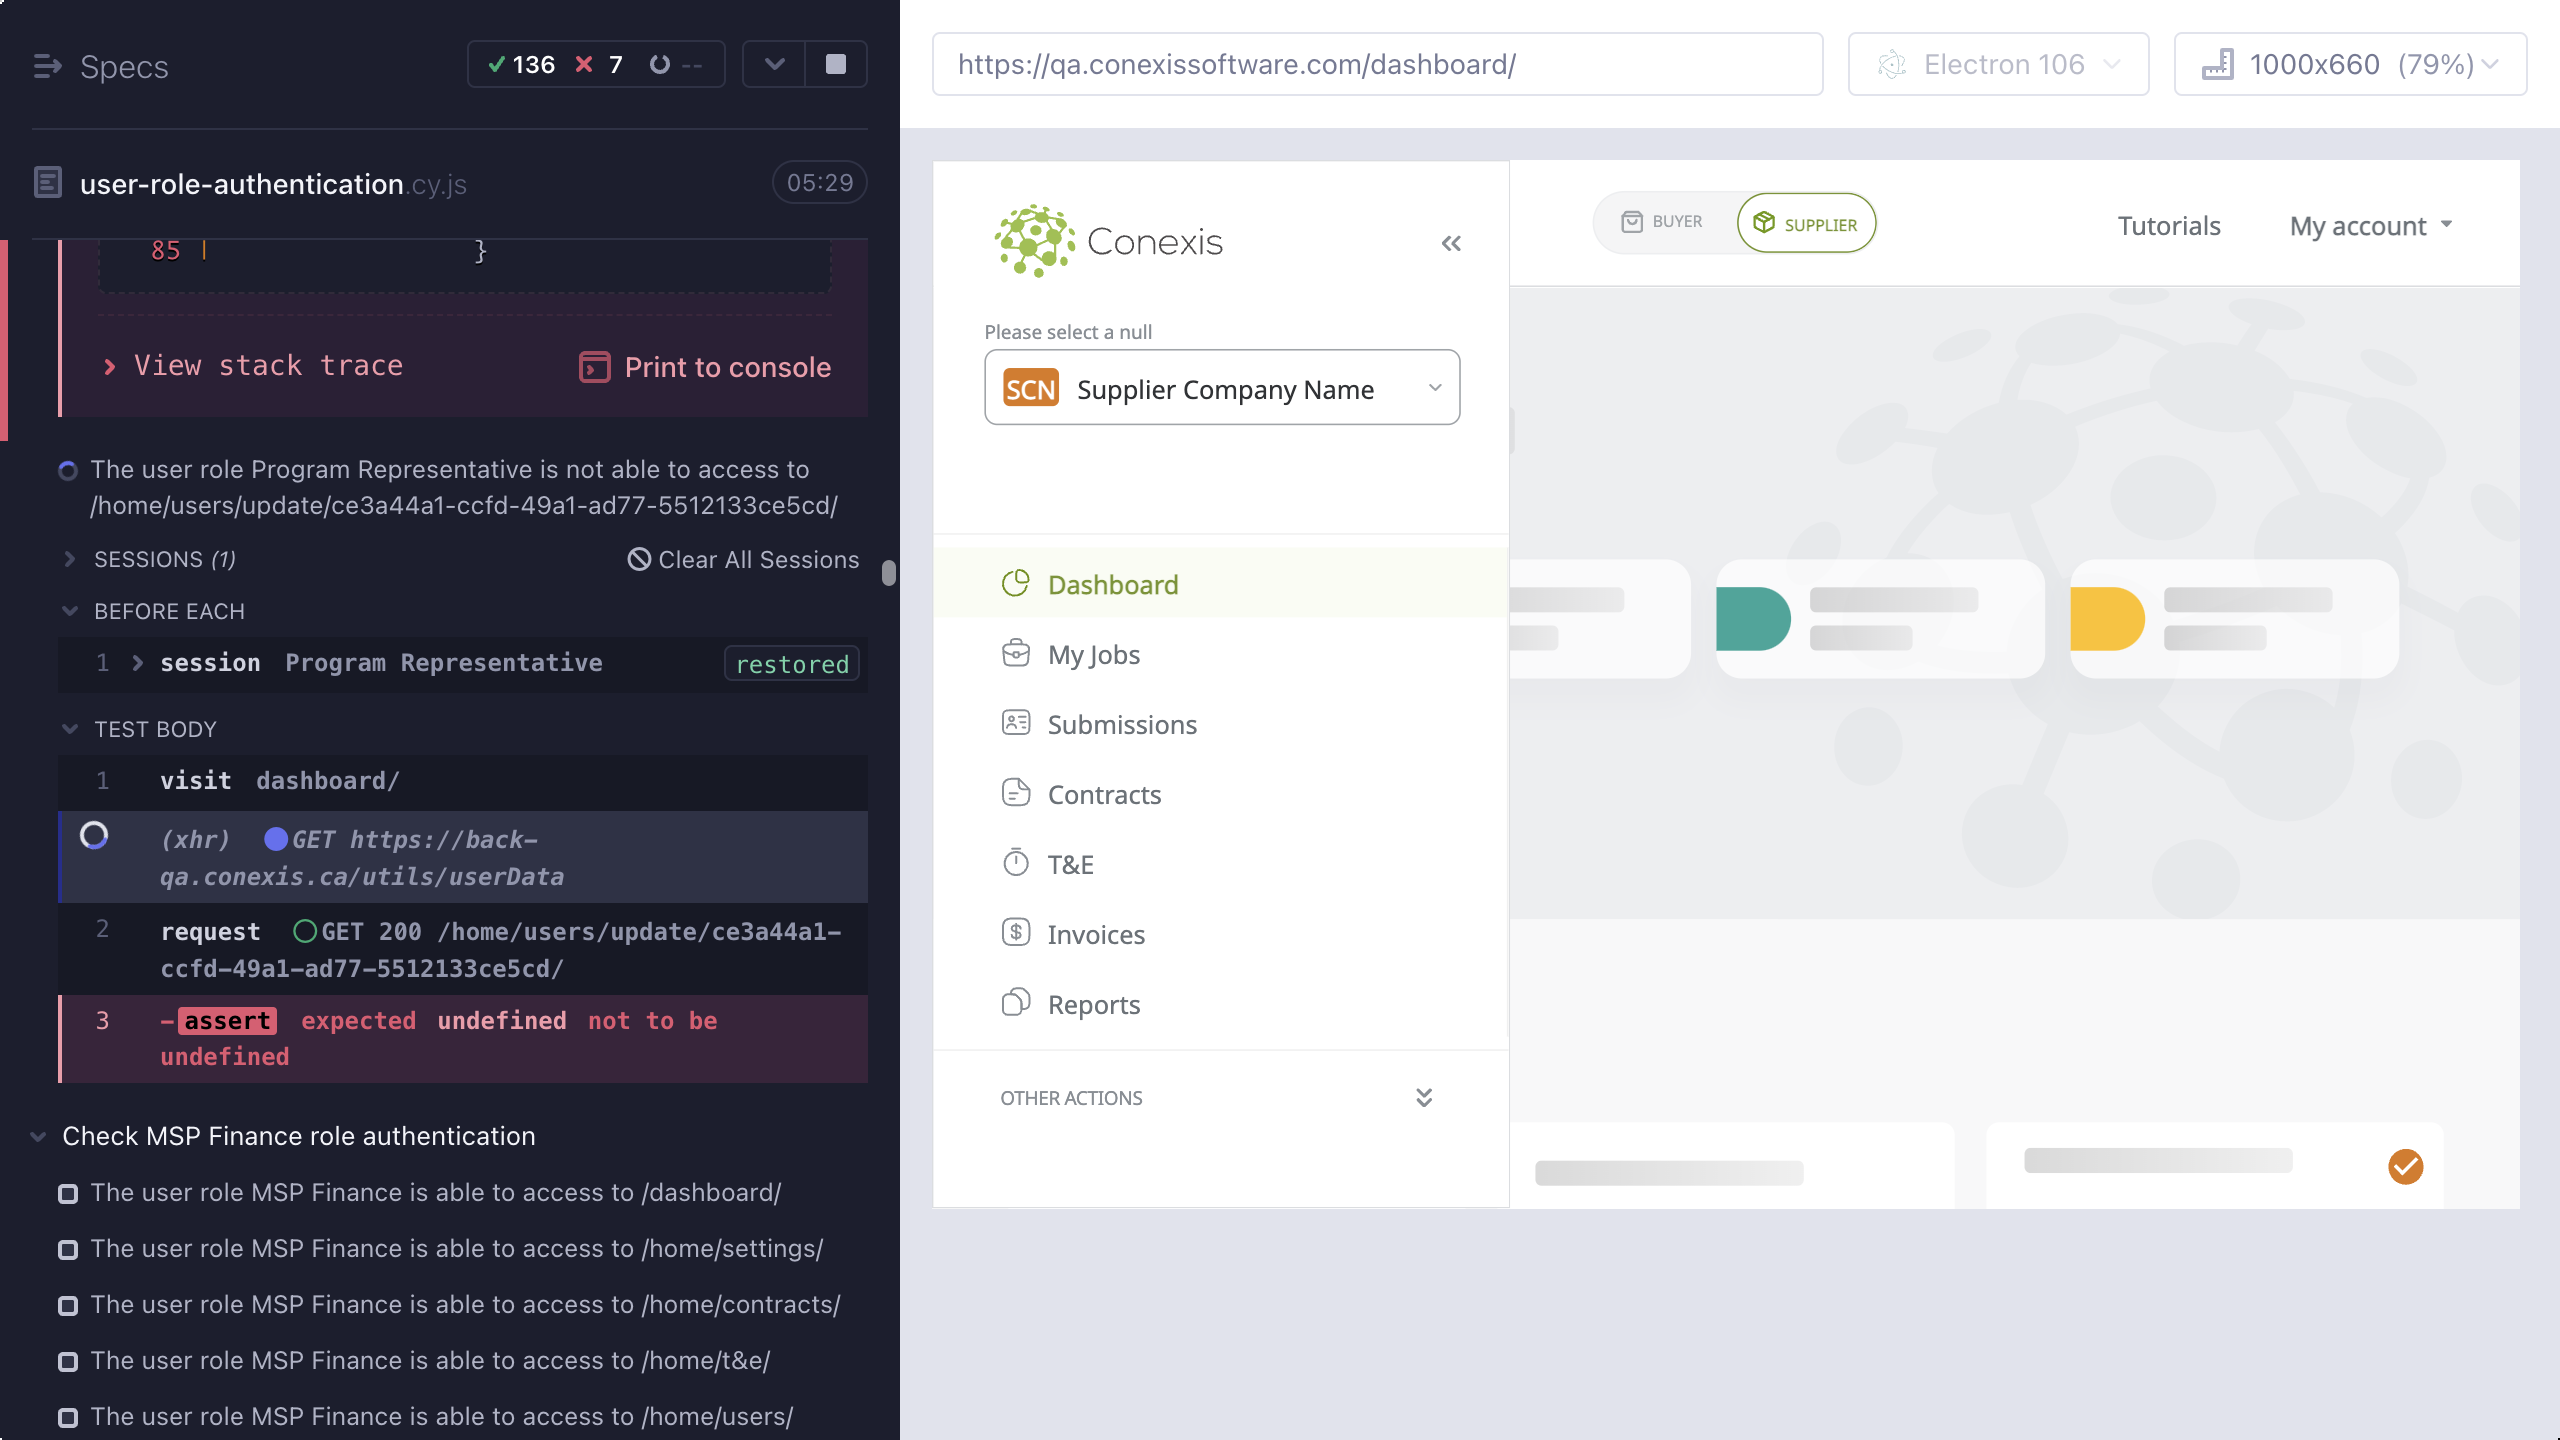 Specs
136 7 --
user-role-authentication.cy.js
05:29
85 | }
View stack trace
Print to console
The user role Program Representative is not able to access to
/home/users/update/ce3a44a1-ccfd-49a1-ad77-5512133ce5cd/
SESSIONS (1)
Clear All Sessions
BEFORE EACH
1 session Program Representative restored
TEST BODY
1 visit dashboard/
(xhr) GET https://back-
qa.conexis.ca/utils/userData
2 request GET 200 /home/users/update/ce3a44a1-
ccfd-49a1-ad77-5512133ce5cd/
3 -assert expected undefined not to be
undefined
Check MSP Finance role authentication
The user role MSP Finance is able to access to /dashboard/
The user role MSP Finance is able to access to /home/settings/
The user role MSP Finance is able to access to /home/contracts/
The user role MSP Finance is able to access to /home/t&e/
The user role MSP Finance is able to access to /home/users/
https://qa.conexissoftware.com/dashboard/
Electron 106
1000x660 (79%)
Conexis
BUYER
SUPPLIER
Tutorials
My account
Please select a null
SCN Supplier Company Name
Dashboard
My Jobs
Submissions
Contracts
T&E
Invoices
Reports
OTHER ACTIONS